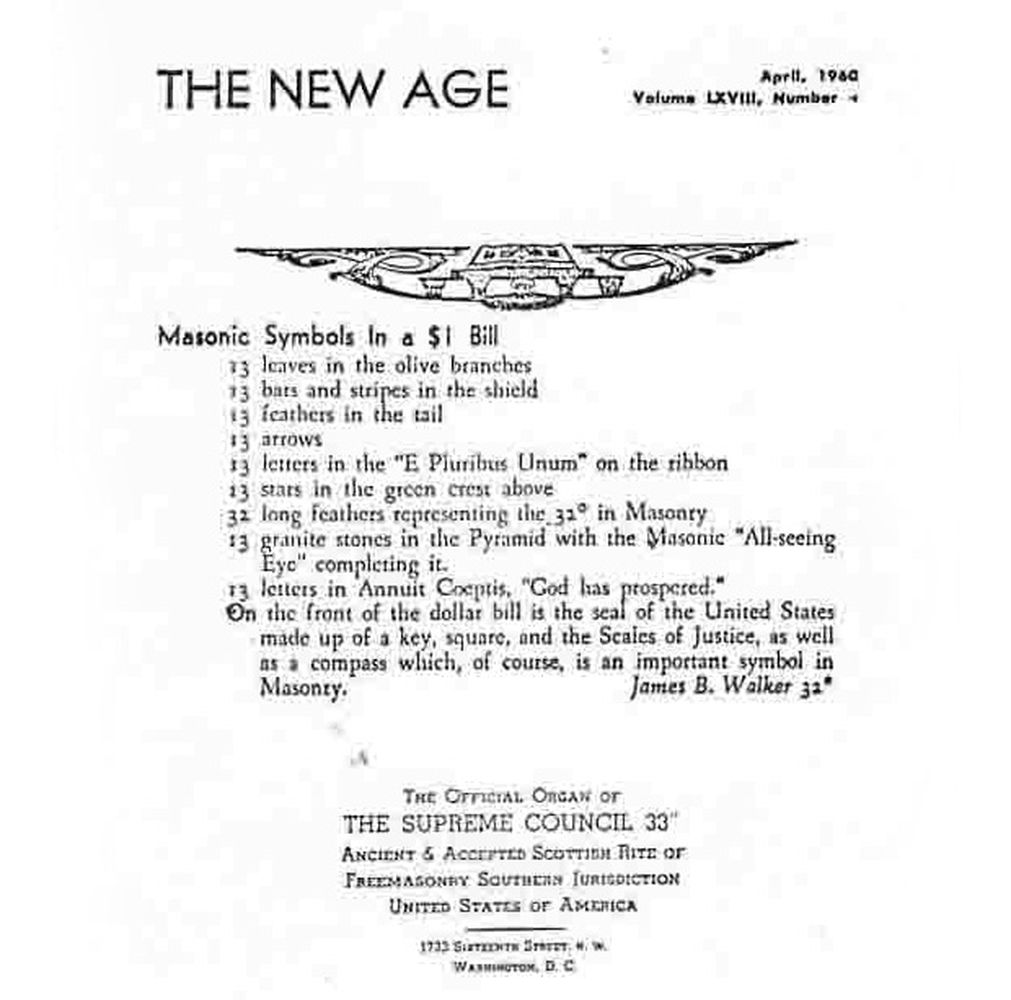 THE NEW AGE
April, 1960
Volume LXVIII, Number 4
Masonic Symbols In a $1 Bill
13 leaves in the olive branches
13 bars and stripes in the shield
13 feathers in the tail
13 arrows
13 letters in the "E Pluribus Unum" on the ribbon
13 stars in the green crest above
32 long feathers representing the 32° in Masonry
13 granite stones in the Pyramid with the Masonic "All-seeing
Eye" completing it.
13 letters in Annuit Coeptis, "God has prospered."
On the front of the dollar bill is the seal of the United States
made up of a key, square, and the Scales of Justice, as well
as a compass which, of course, is an important symbol in
Masonry.
James B. Walker 32°
THE OFFICIAL ORGAN OF
THE SUPREME COUNCIL 33°
ANCIENT & ACCEPTED SCOTTISH RITE OF
FREEMASONRY SOUTHERN JURISDICTION
UNITED STATES OF AMERICA
1733 SIXTEENTH STREET, N. W.
WASHINGTON, D. C.